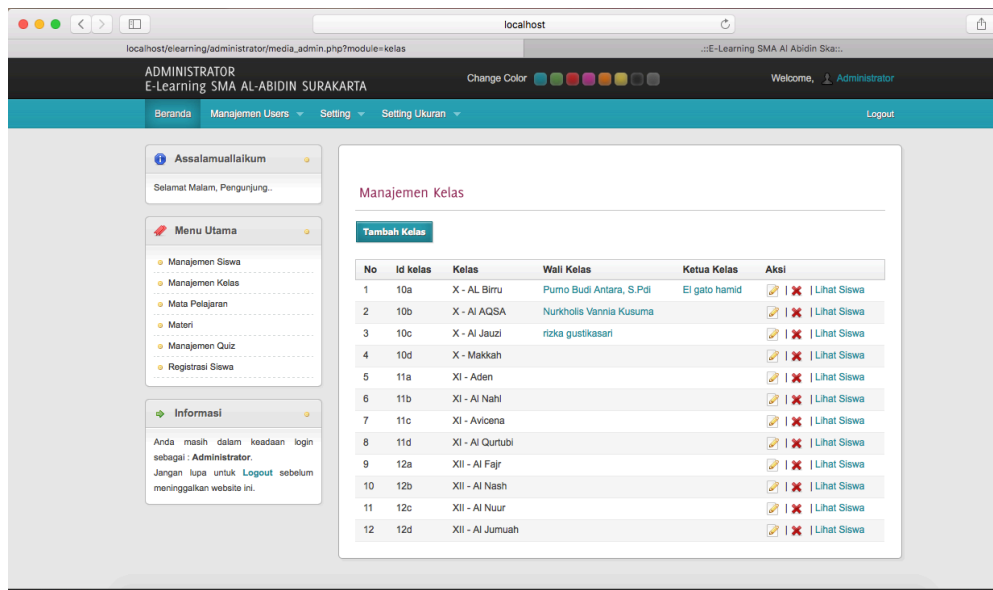 localhost
localhost/elearning/administrator/media_admin.php?module=kelas
.::E-Learning SMA Al Abidin Ska::.
ADMINISTRATOR
E-Learning SMA AL-ABIDIN SURAKARTA
Change Color
Welcome, Administrator
Beranda Manajemen Users Setting Setting Ukuran Logout
Assalamuallaikum
Selamat Malam, Pengunjung..
Menu Utama
Manajemen Siswa
Manajemen Kelas
Mata Pelajaran
Materi
Manajemen Quiz
Registrasi Siswa
Informasi
Anda masih dalam keadaan login
sebagai : Administrator.
Jangan lupa untuk Logout sebelum
meninggalkan website ini.
Manajemen Kelas
Tambah Kelas
No Id kelas Kelas Wali Kelas Ketua Kelas Aksi
1 10a X - AL Birru Purno Budi Antara, S.Pdi El gato hamid | | Lihat Siswa
2 10b X - Al AQSA Nurkholis Vannia Kusuma | | Lihat Siswa
3 10c X - Al Jauzi rizka gustikasari | | Lihat Siswa
4 10d X - Makkah | | Lihat Siswa
5 11a XI - Aden | | Lihat Siswa
6 11b XI - Al Nahl | | Lihat Siswa
7 11c XI - Avicena | | Lihat Siswa
8 11d XI - Al Qurtubi | | Lihat Siswa
9 12a XII - Al Fajr | | Lihat Siswa
10 12b XII - Al Nash | | Lihat Siswa
11 12c XII - Al Nuur | | Lihat Siswa
12 12d XII - Al Jumuah | | Lihat Siswa